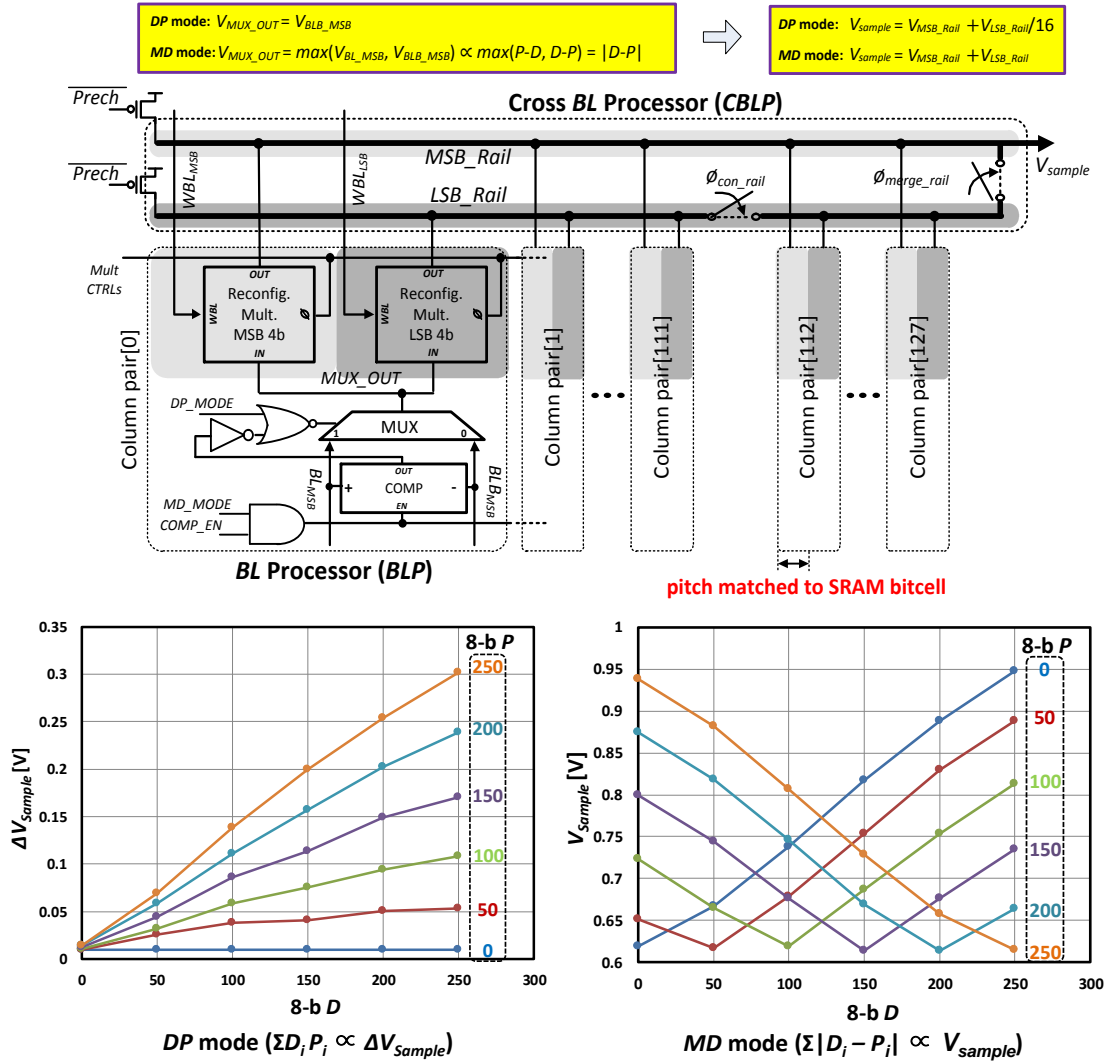 DP mode: V_MUX_OUT = V_BLB_MSB
MD mode: V_MUX_OUT = max(V_BL_MSB, V_BLB_MSB) ∝ max(P-D, D-P) = |D-P|
DP mode: V_sample = V_MSB_Rail + V_LSB_Rail/16
MD mode: V_sample = V_MSB_Rail + V_LSB_Rail
Prech
Cross BL Processor (CBLP)
MSB_Rail
V_sample
WBL_MSB
WBL_LSB
Prech
LSB_Rail
Ø_con_rail
Ø_merge_rail
Mult
CTRLs
OUT
WBL
Reconfig.
Mult.
MSB 4b
Ø
IN
OUT
WBL
Reconfig.
Mult.
LSB 4b
Ø
IN
Column pair[0]
Column pair[1]
Column pair[111]
Column pair[112]
Column pair[127]
MUX_OUT
DP_MODE
1
MUX
0
BL_MSB
BLB_MSB
OUT
+
COMP
-
EN
MD_MODE
COMP_EN
BL Processor (BLP)
pitch matched to SRAM bitcell
0.35
0.3
0.25
0.2
0.15
0.1
0.05
0
ΔV_Sample [V]
8-b P
250
200
150
100
50
0
0
50
100
150
200
250
300
8-b D
DP mode (ΣD_i P_i ∝ ΔV_Sample)
1
0.95
0.9
0.85
0.8
0.75
0.7
0.65
0.6
V_Sample [V]
8-b P
0
50
100
150
200
250
0
50
100
150
200
250
300
8-b D
MD mode (Σ|D_i – P_i| ∝ V_sample)